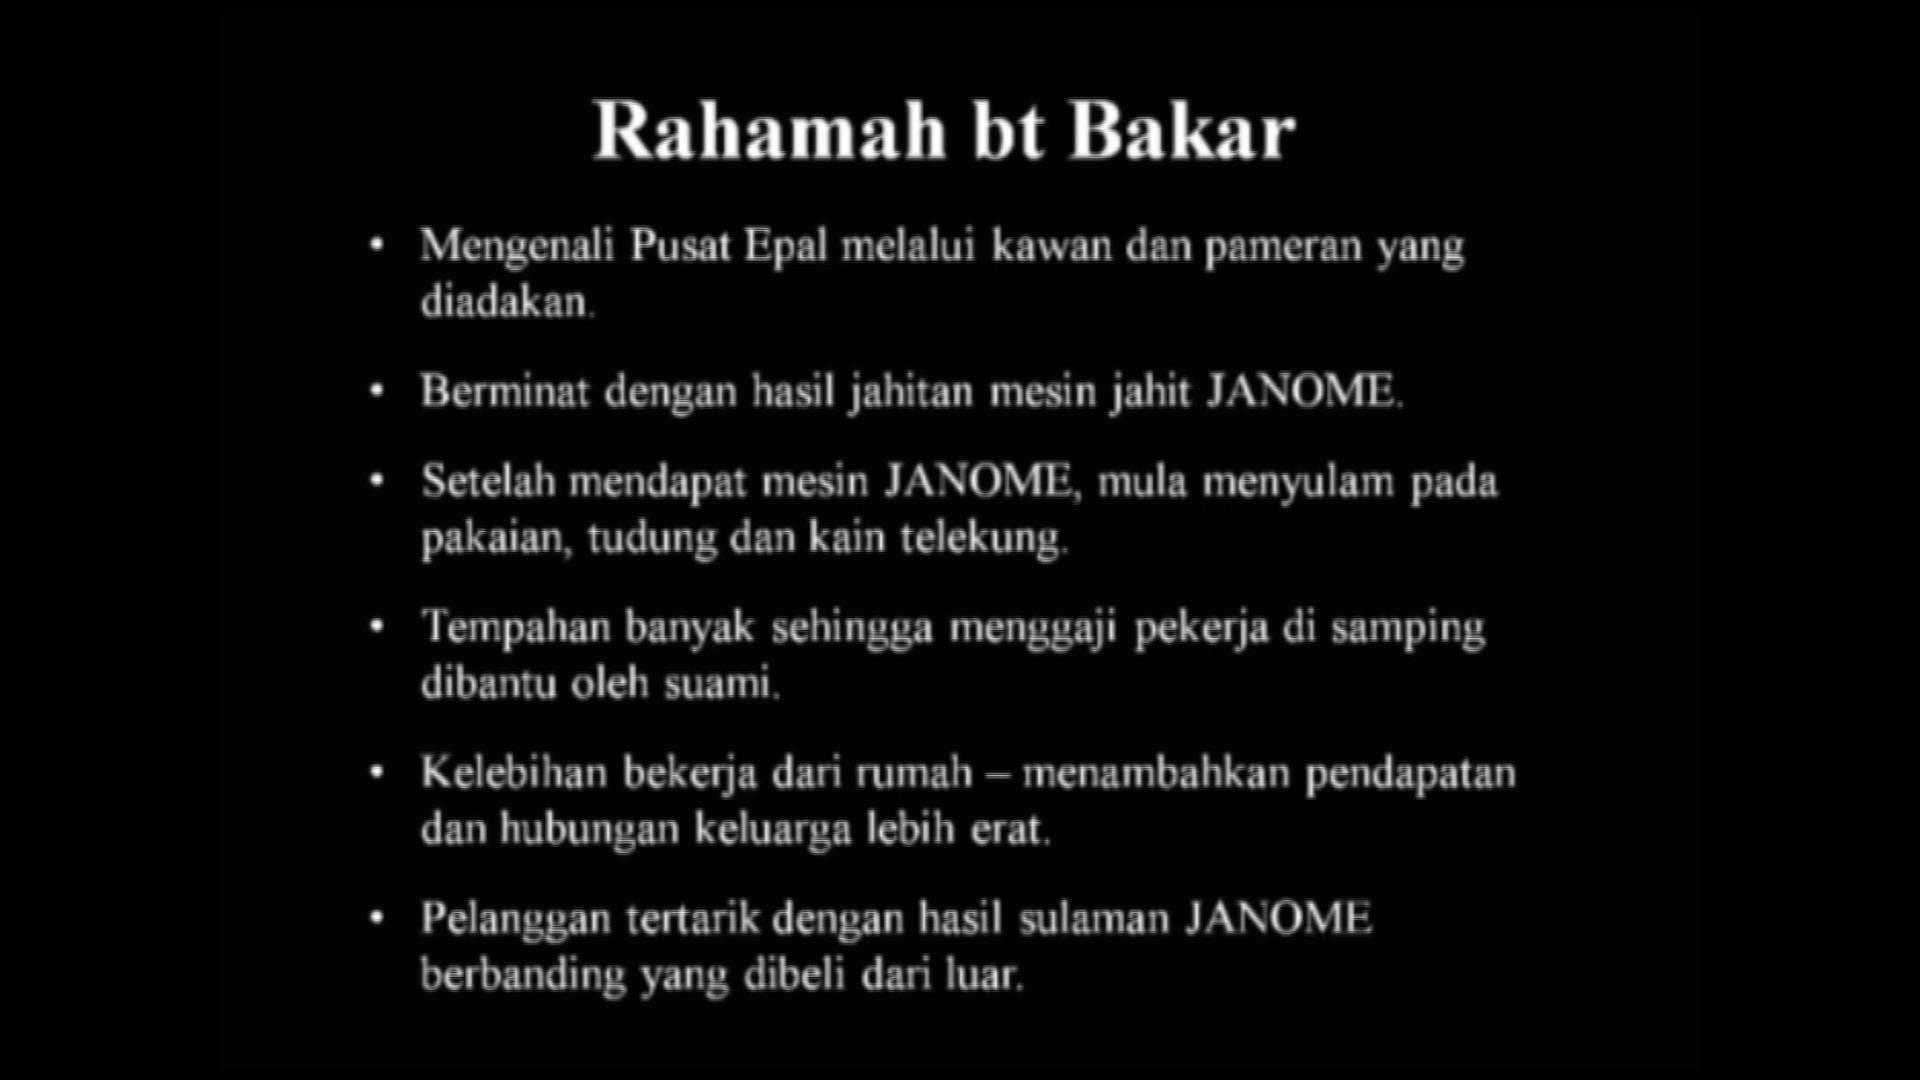 Rahamah bt Bakar
• Mengenali Pusat Epal melalui kawan dan pameran yang
diadakan.
• Berminat dengan hasil jahitan mesin jahit JANOME.
• Setelah mendapat mesin JANOME, mula menyulam pada
pakaian, tudung dan kain telekung.
• Tempahan banyak sehingga menggaji pekerja di samping
dibantu oleh suami.
• Kelebihan bekerja dari rumah – menambahkan pendapatan
dan hubungan keluarga lebih erat.
• Pelanggan tertarik dengan hasil sulaman JANOME
berbanding yang dibeli dari luar.